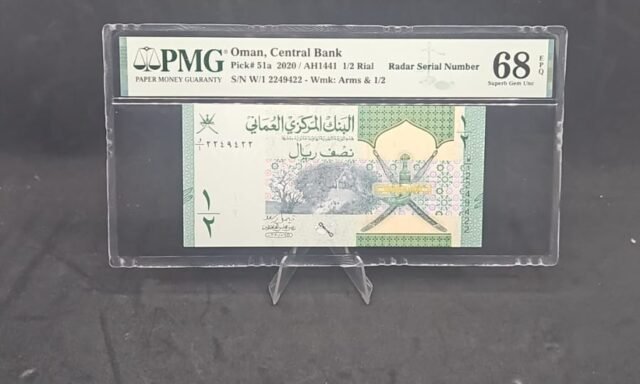 PMG
PAPER MONEY GUARANTY
Oman, Central Bank
Pick# 51a 2020 / AH1441 1/2 Rial Radar Serial Number
S/N W/1 2249422 - Wmk: Arms & 1/2
68 EPQ
Superb Gem Unc
البنك المركزي العماني
نصف ريال
٢٢٤٩٤٢٢
١/٢
١/٢